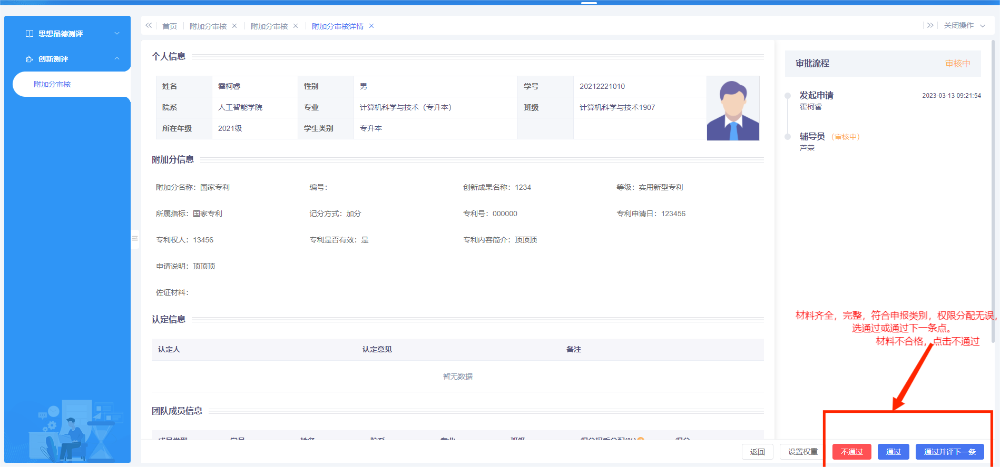 思想品德测评
创新测评
附加分审核
首页 附加分审核 附加分审核 附加分审核详情 关闭操作
个人信息
姓名 霍柯睿 性别 男 学号 20212221010
院系 人工智能学院 专业 计算机科学与技术（专升本） 班级 计算机科学与技术1907
所在年级 2021级 学生类别 专升本
附加分信息
附加分名称：国家专利 编号： 创新成果名称：1234 等级：实用新型专利
所属指标：国家专利 记分方式：加分 专利号：000000 专利申请日：123456
专利权人：13456 专利是否有效：是 专利内容简介：顶顶顶
申请说明：顶顶顶
佐证材料：
认定信息
认定人 认定意见 备注
暂无数据
团队成员信息
成员类型 学号 姓名 院系 专业 班级 得分权重分配(%) 得分
审批流程 审核中
发起申请 2023-03-13 09:21:54
霍柯睿
辅导员 （审核中）
芦荣
材料齐全，完整，符合申报类别，权限分配无误，
选通过或通过下一条点。
材料不合格，点击不通过
返回 设置权重 不通过 通过 通过并评下一条